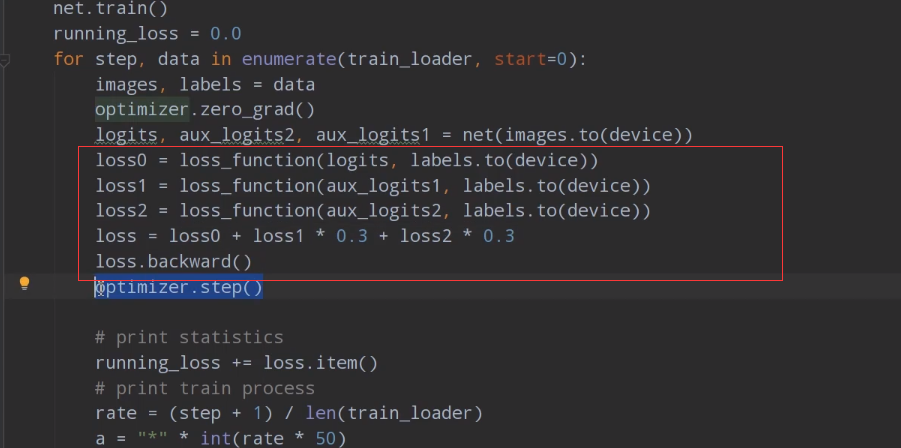 net.train()
running_loss = 0.0
for step, data in enumerate(train_loader, start=0):
images, labels = data
optimizer.zero_grad()
logits, aux_logits2, aux_logits1 = net(images.to(device))
loss0 = loss_function(logits, labels.to(device))
loss1 = loss_function(aux_logits1, labels.to(device))
loss2 = loss_function(aux_logits2, labels.to(device))
loss = loss0 + loss1 * 0.3 + loss2 * 0.3
loss.backward()
optimizer.step()
# print statistics
running_loss += loss.item()
# print train process
rate = (step + 1) / len(train_loader)
a = "*" * int(rate * 50)